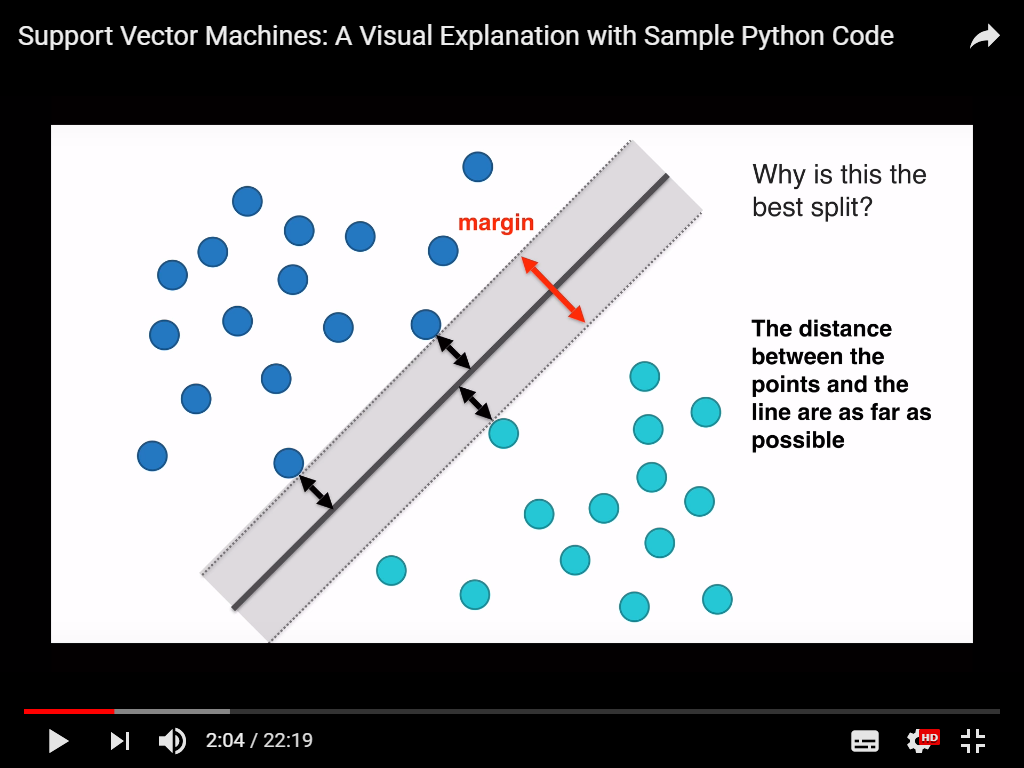 Support Vector Machines: A Visual Explanation with Sample Python Code
Why is this the
best split?
margin
The distance
between the
points and the
line are as far as
possible
2:04 / 22:19
HD